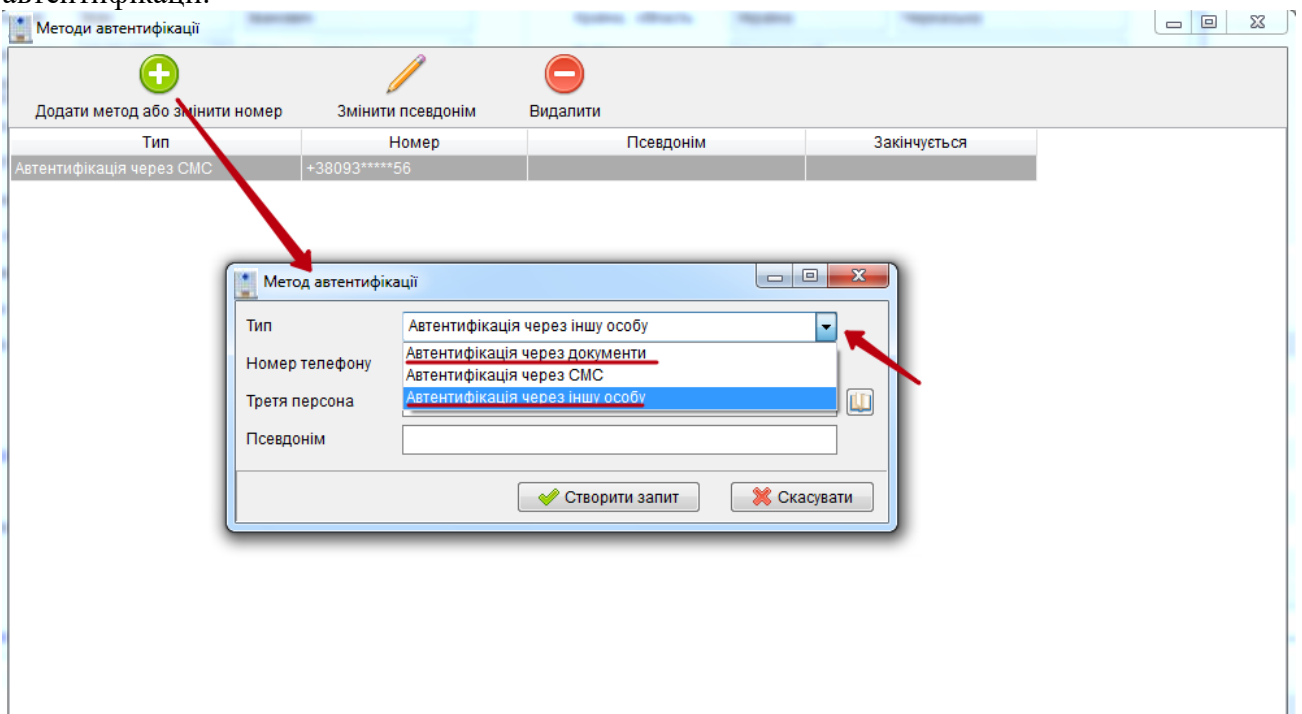 автентифікації.
Методи автентифікації
Додати метод або змінити номер Змінити псевдонім Видалити
Тип Номер Псевдонім Закінчується
Автентифікація через СМС +38093*****56
Метод автентифікації
Тип Автентифікація через іншу особу
Автентифікація через документи
Номер телефону
Автентифікація через СМС
Автентифікація через іншу особу
Третя персона
Псевдонім
Створити запит Скасувати